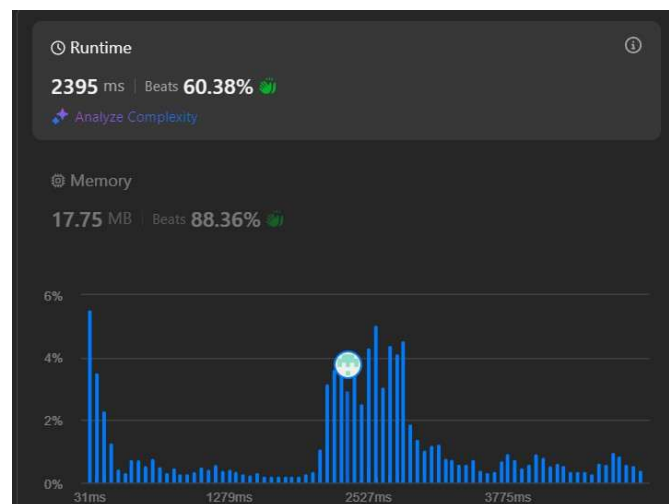 Runtime
2395 ms | Beats 60.38%
Analyze Complexity
Memory
17.75 MB | Beats 88.36%
6%
4%
2%
0%
31ms 1279ms 2527ms 3775ms